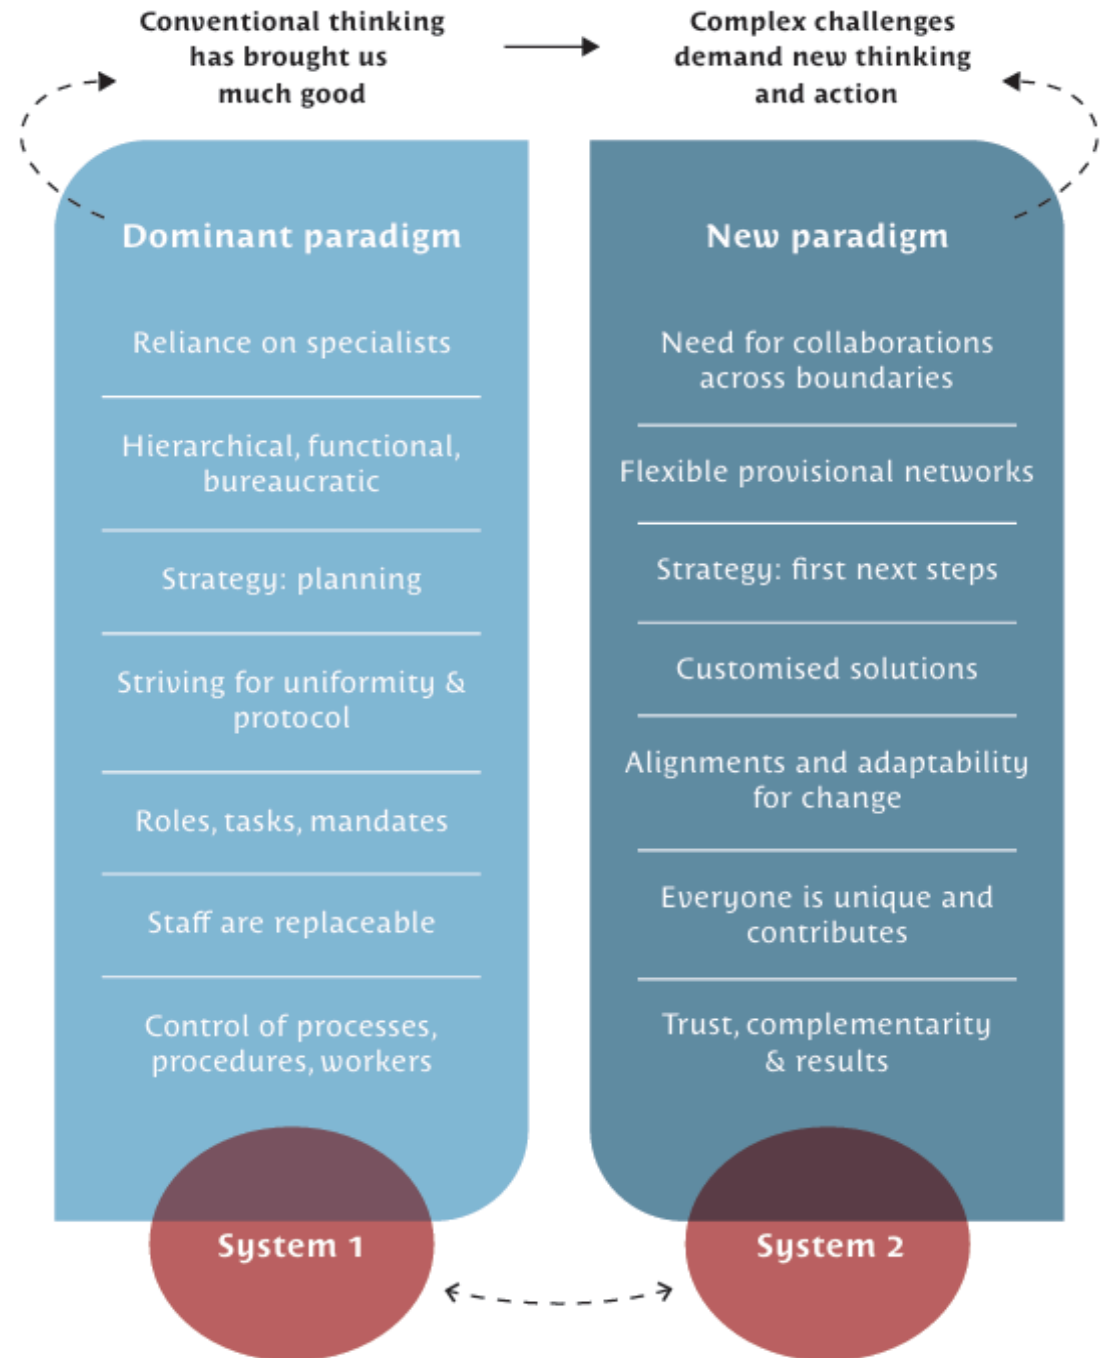 Conventional thinking
has brought us
much good
Complex challenges
demand new thinking
and action
Dominant paradigm
Reliance on specialists
Hierarchical, functional,
bureaucratic
Strategy: planning
Striving for uniformity &
protocol
Roles, tasks, mandates
Staff are replaceable
Control of processes,
procedures, workers
System 1
New paradigm
Need for collaborations
across boundaries
Flexible provisional networks
Strategy: first next steps
Customised solutions
Alignments and adaptability
for change
Everyone is unique and
contributes
Trust, complementarity
& results
System 2